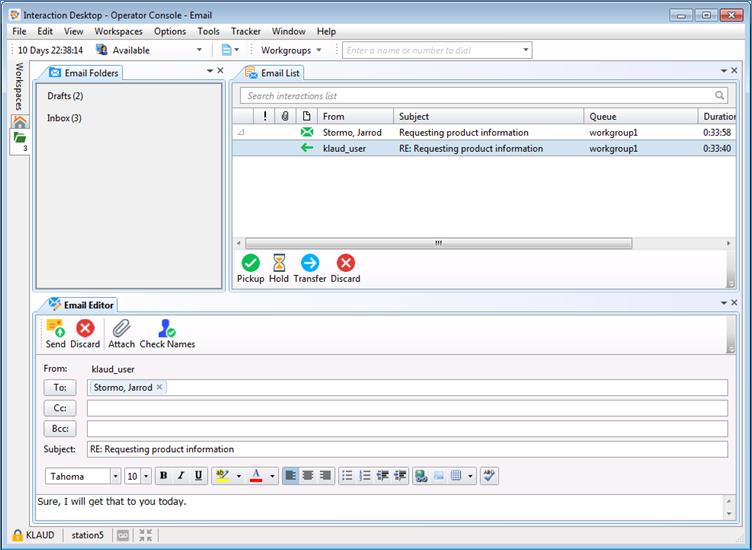 Interaction Desktop - Operator Console - Email
File Edit View Workspaces Options Tools Tracker Window Help
10 Days 22:38:14 Available Workgroups Enter a name or number to dial
Workspaces
3
Email Folders
Drafts (2)
Inbox (3)
Email List
Search interactions list
! From Subject Queue Duration
Stormo, Jarrod Requesting product information workgroup1 0:33:58
klaud_user RE: Requesting product information workgroup1 0:33:40
Pickup Hold Transfer Discard
Email Editor
Send Discard Attach Check Names
From: klaud_user
To: Stormo, Jarrod
Cc:
Bcc:
Subject: RE: Requesting product information
Tahoma 10 B I U ab A ABC
Sure, I will get that to you today.
KLAUD station5